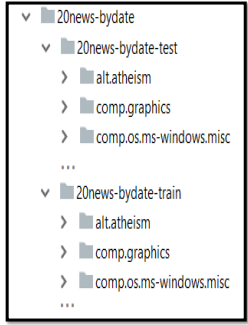 20news-bydate
20news-bydate-test
alt.atheism
comp.graphics
comp.os.ms-windows.misc
...
20news-bydate-train
alt.atheism
comp.graphics
comp.os.ms-windows.misc
...